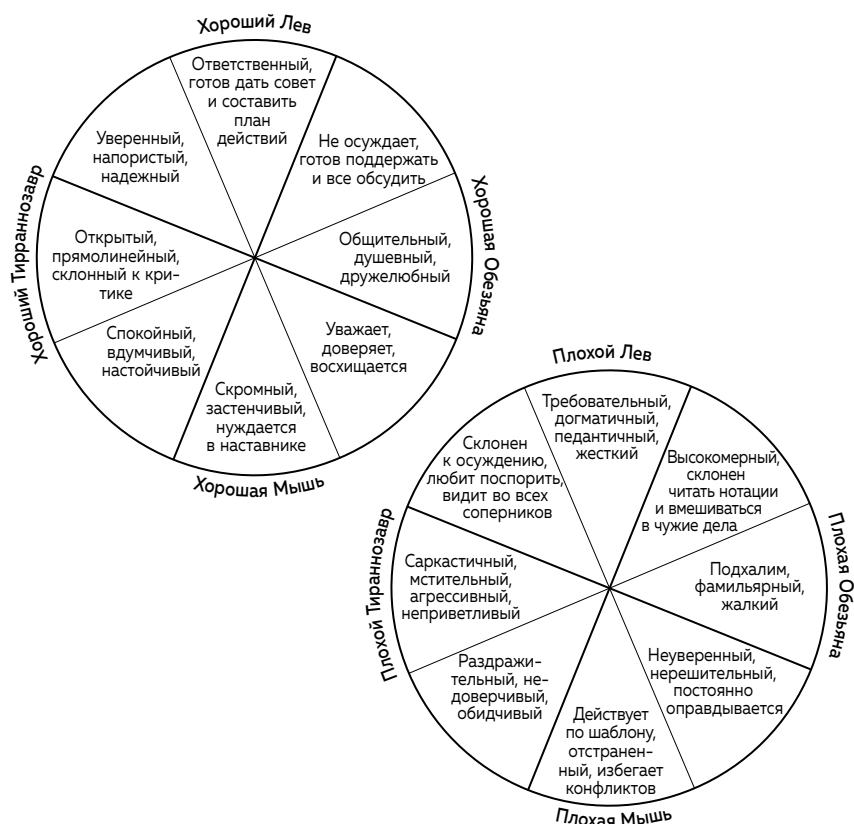 Хороший Лев
Ответственный,
готов дать совет
и составить
план
действий
Не осуждает,
готов поддержать
и все обсудить
Хорошая Обезьяна
Общительный,
душевный,
дружелюбный
Уважает,
доверяет,
восхищается
Скромный,
застенчивый,
нуждается
в наставнике
Хорошая Мышь
Спокойный,
вдумчивый,
настойчивый
Открытый,
прямолинейный,
склонный к кри-
тике
Хороший Тирраннозавр
Уверенный,
напористый,
надежный
Плохой Лев
Требовательный,
догматичный,
педантичный,
жесткий
Высокомерный,
склонен
читать нотации
и вмешиваться
в чужие дела
Плохая Обезьяна
Подхалим,
фамильярный,
жалкий
Неуверенный,
нерешительный,
постоянно
оправдывается
Действует
по шаблону,
отстранен-
ный, избегает
конфликтов
Плохая Мышь
Раздражи-
тельный, не-
доверчивый,
обидчивый
Саркастичный,
мстительный,
агрессивный,
неприветливый
Плохой Тираннозавр
Склонен
к осуждению,
любит поспорить,
видит во всех
соперников